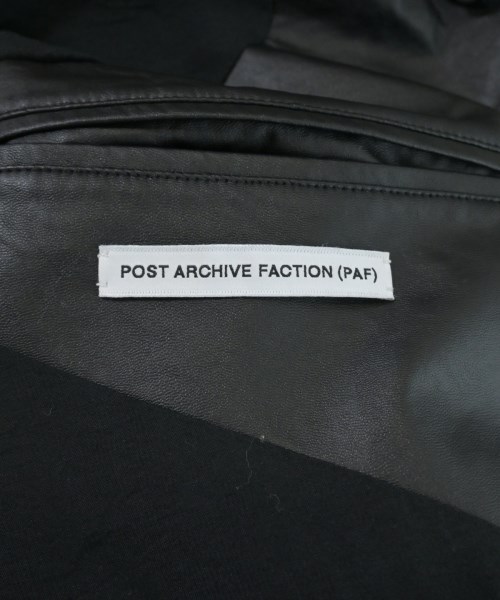 POST ARCHIVE FACTION (PAF)